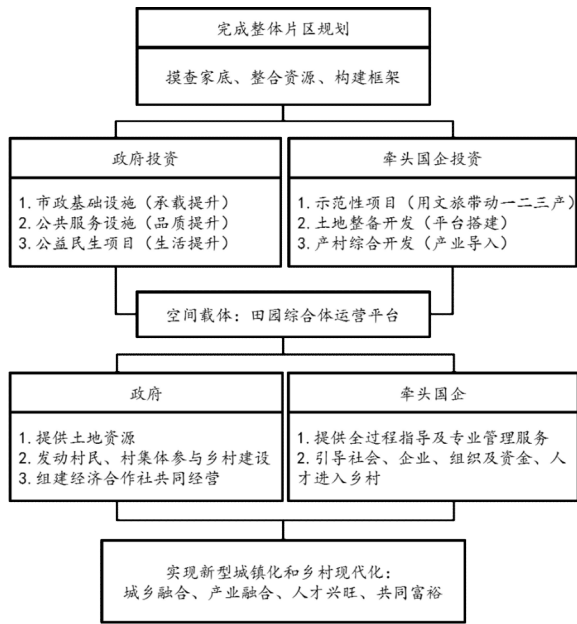 完成整体片区规划
摸查家底、整合资源、构建框架
政府投资
1.市政基础设施（承载提升）
2.公共服务设施（品质提升）
3.公益民生项目（生活提升）
牵头国企投资
1.示范性项目（用文旅带动一二三产）
2.土地整备开发（平台搭建）
3.产村综合开发（产业导入）
空间载体：田园综合体运营平台
政府
1.提供土地资源
2.发动村民、村集体参与乡村建设
3.组建经济合作社共同经营
牵头国企
1.提供全过程指导及专业管理服务
2.引导社会、企业、组织及资金、人
才进入乡村
实现新型城镇化和乡村现代化：
城乡融合、产业融合、人才兴旺、共同富裕